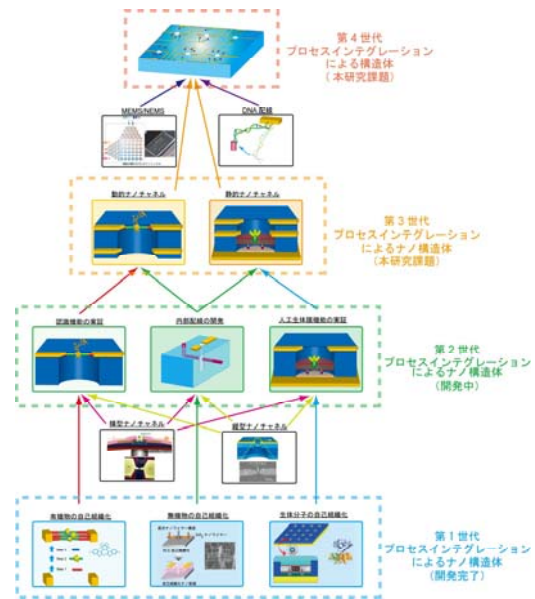 第4世代
プロセスインテグレーション
による構造体
(本研究課題)
MEMS/NEMS
DNA 配線
動的ナノチャネル
静的ナノチャネル
第3世代
プロセスインテグレーション
によるナノ構造体
(本研究課題)
認識機能の実証
内部配線の開発
人工生体膜機能の実証
第2世代
プロセスインテグレーション
によるナノ構造体
(開発中)
横型ナノチャネル
縦型ナノチャネル
有機物の自己組織化
無機物の自己組織化
生体分子の自己組織化
第1世代
プロセスインテグレーション
によるナノ構造体
(開発完了)